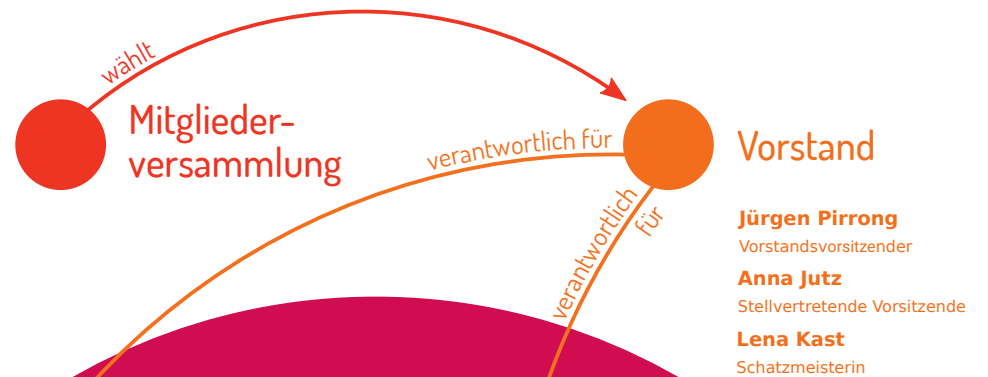 wählt
Mitglieder-
versammlung
verantwortlich für
verantwortlich
für
Vorstand
Jürgen Pirrong
Vorstandsvorsitzender
Anna Jutz
Stellvertretende Vorsitzende
Lena Kast
Schatzmeisterin